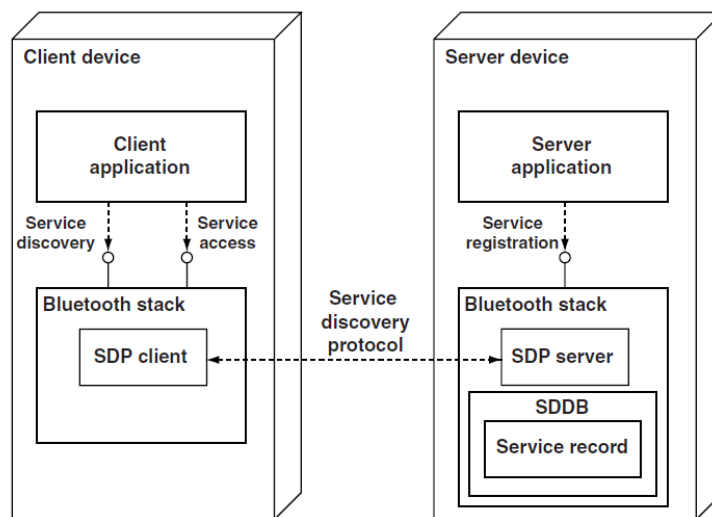 Client device
Client
application
Service
discovery
Service
access
Bluetooth stack
SDP client
Service
discovery
protocol
Server device
Server
application
Service
registration
Bluetooth stack
SDP server
SDDB
Service record